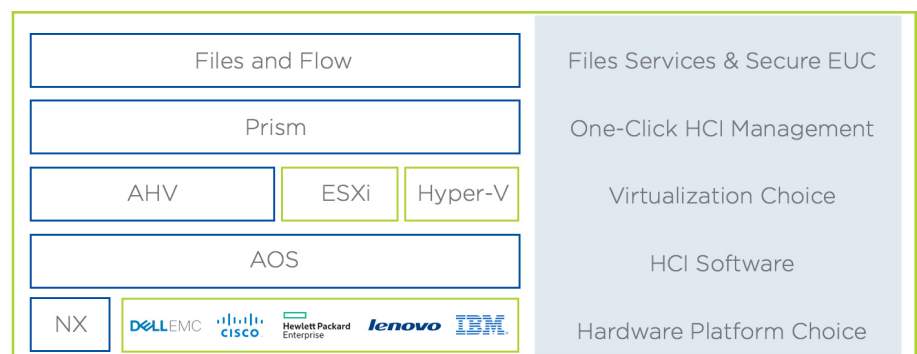 Files and Flow
Files Services & Secure EUC
Prism
One-Click HCI Management
AHV
ESXi
Hyper-V
Virtualization Choice
AOS
HCI Software
NX
DELLEMC
CISCO
Hewlett Packard
Enterprise
lenovo
IBM
Hardware Platform Choice